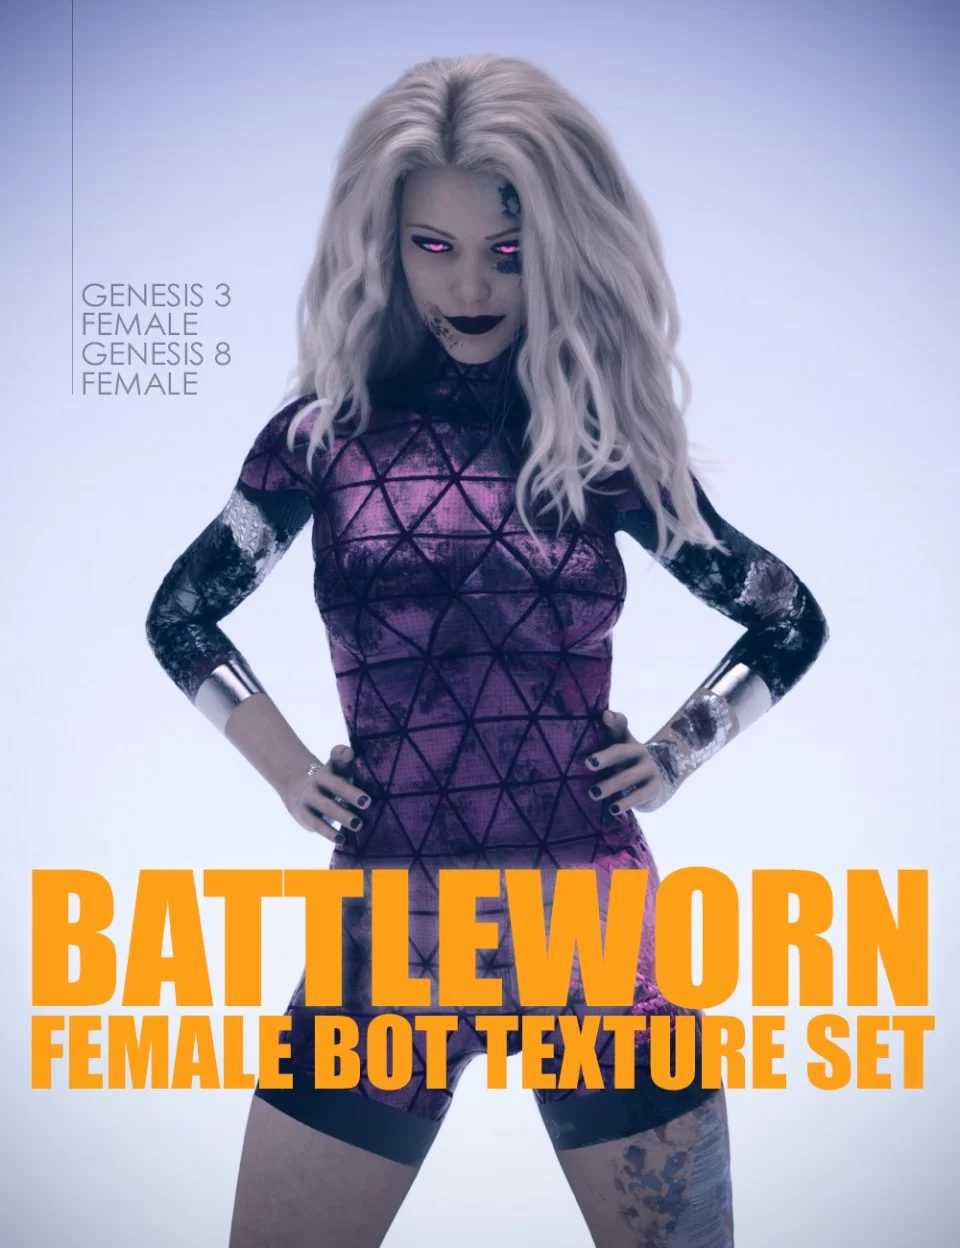 GENESIS 3
FEMALE
GENESIS 8
FEMALE
BATTLEWORN
FEMALE BOT TEXTURE SET